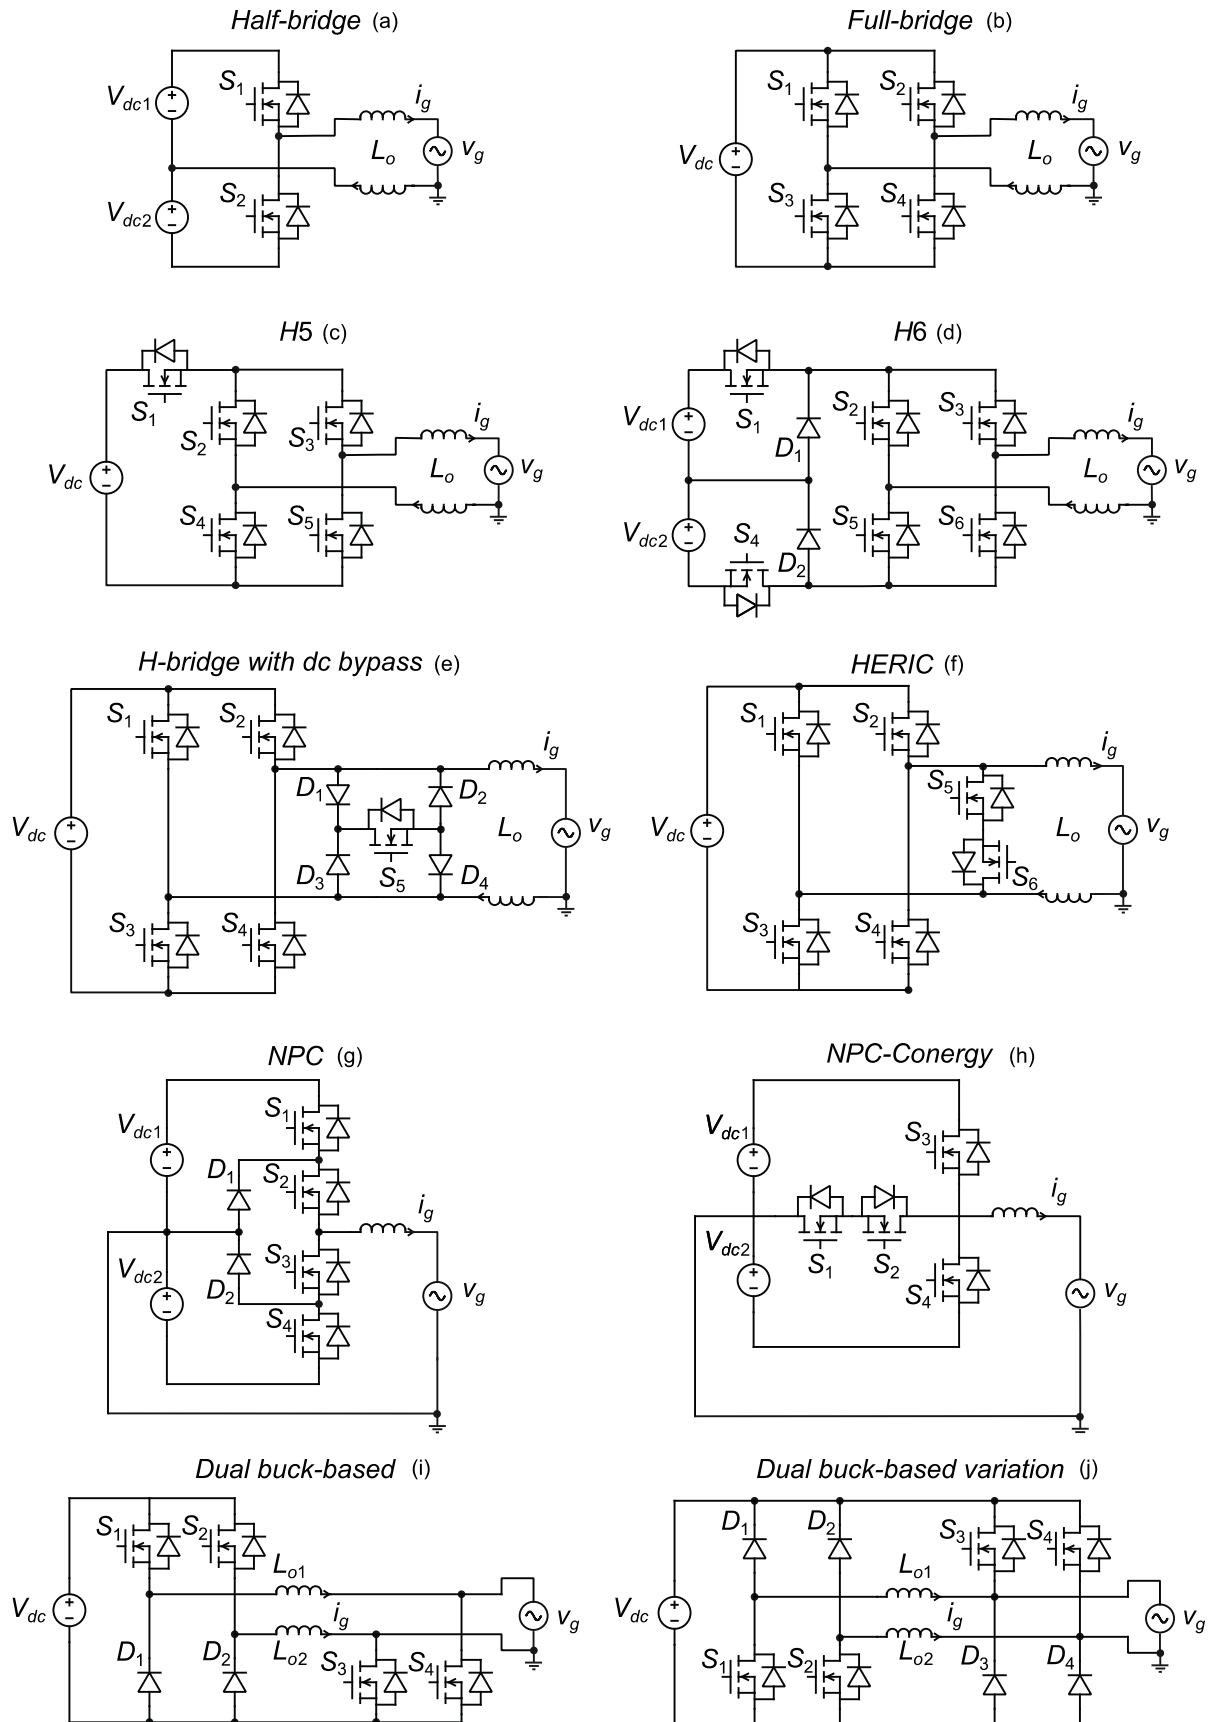 Half-bridge (a)
V_dc1
V_dc2
S_1
S_2
i_g
L_o
v_g
Full-bridge (b)
V_dc
S_1
S_2
S_3
S_4
i_g
L_o
v_g
H5 (c)
V_dc
S_1
S_2
S_3
S_4
S_5
i_g
L_o
v_g
H6 (d)
V_dc1
V_dc2
S_1
S_4
D_1
D_2
S_2
S_3
S_5
S_6
i_g
L_o
v_g
H-bridge with dc bypass (e)
V_dc
S_1
S_2
S_3
S_4
D_1
D_2
D_3
D_4
S_5
i_g
L_o
v_g
HERIC (f)
V_dc
S_1
S_2
S_3
S_4
S_5
S_6
i_g
L_o
v_g
NPC (g)
V_dc1
V_dc2
D_1
D_2
S_1
S_2
S_3
S_4
i_g
v_g
NPC-Conergy (h)
V_dc1
V_dc2
S_1
S_2
S_3
S_4
i_g
v_g
Dual buck-based (i)
V_dc
S_1
S_2
D_1
D_2
L_o1
i_g
L_o2
S_3
S_4
v_g
Dual buck-based variation (j)
V_dc
D_1
D_2
S_1
S_2
L_o1
i_g
L_o2
S_3
S_4
D_3
D_4
v_g